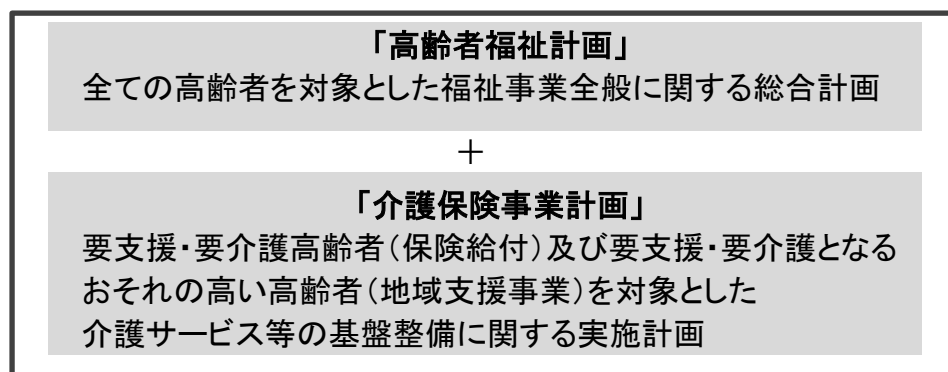 「高齢者福祉計画」
全ての高齢者を対象とした福祉事業全般に関する総合計画
＋
「介護保険事業計画」
要支援・要介護高齢者（保険給付）及び要支援・要介護となる
おそれの高い高齢者（地域支援事業）を対象とした
介護サービス等の基盤整備に関する実施計画